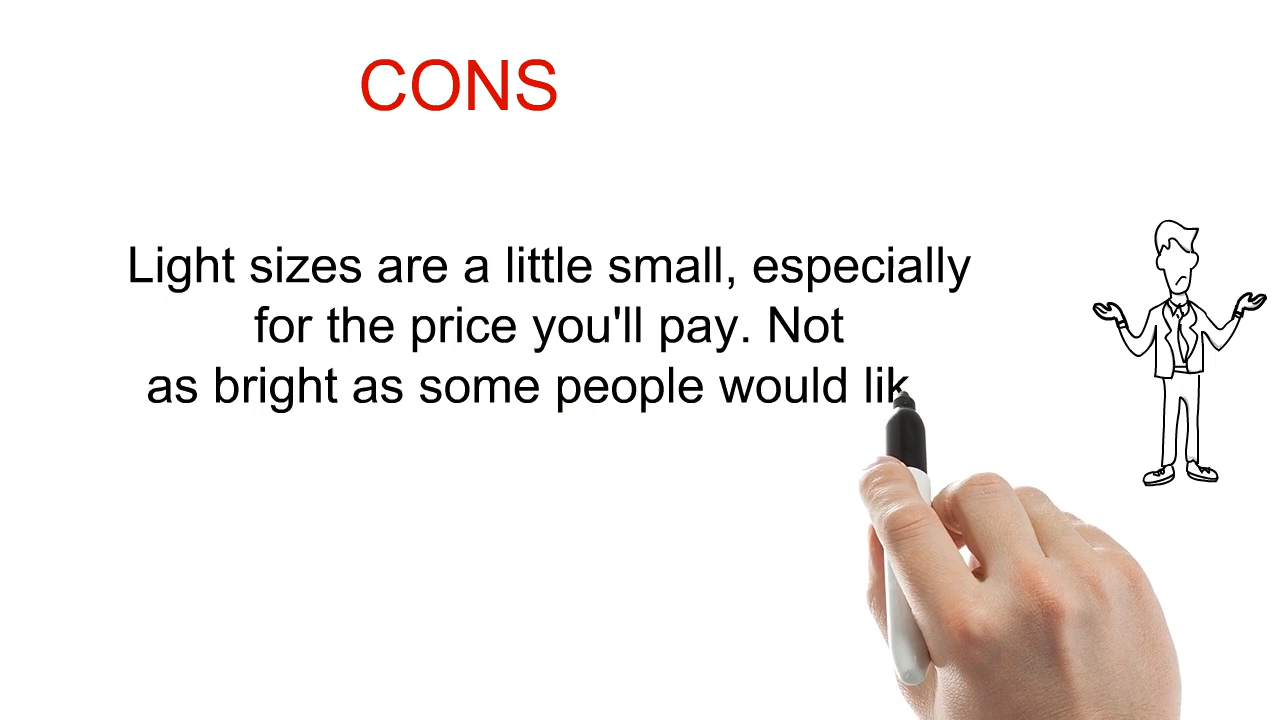 CONS
Light sizes are a little small, especially
for the price you'll pay. Not
as bright as some people would lik